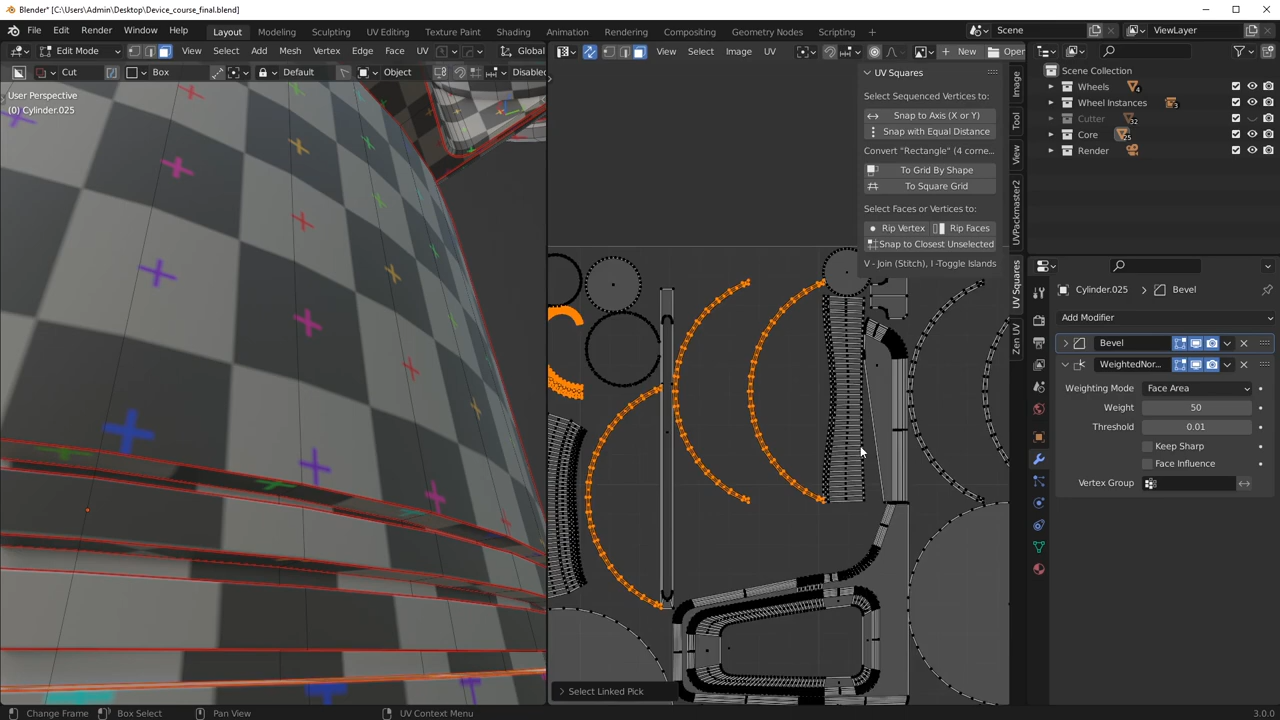 Blender* [C:\Users\Admin\Desktop\Device_course_final.blend]
File Edit Render Window Help Layout Modeling Sculpting UV Editing Texture Paint Shading Animation Rendering Compositing Geometry Nodes Scripting Scene ViewLayer
Edit Mode View Select Add Mesh Vertex Edge Face UV Global View Select Image UV New Open
Cut Box Default Object Disabled
User Perspective
(0) Cylinder.025
UV Squares
Select Sequenced Vertices to:
Snap to Axis (X or Y)
Snap with Equal Distance
Convert "Rectangle" (4 corne...
To Grid By Shape
To Square Grid
Select Faces or Vertices to:
Rip Vertex Rip Faces
Snap to Closest Unselected
V - Join (Stitch), I -Toggle Islands
Image
Tool
View
UVPackmaster2
UV Squares
Zen UV
Scene Collection
Wheels 4
Wheel Instances 3
Cutter 32
Core 25
Render
Cylinder.025 Bevel
Add Modifier
Bevel
WeightedNor...
Weighting Mode Face Area
Weight 50
Threshold 0.01
Keep Sharp
Face Influence
Vertex Group
Select Linked Pick
Change Frame Box Select Pan View UV Context Menu 3.0.0